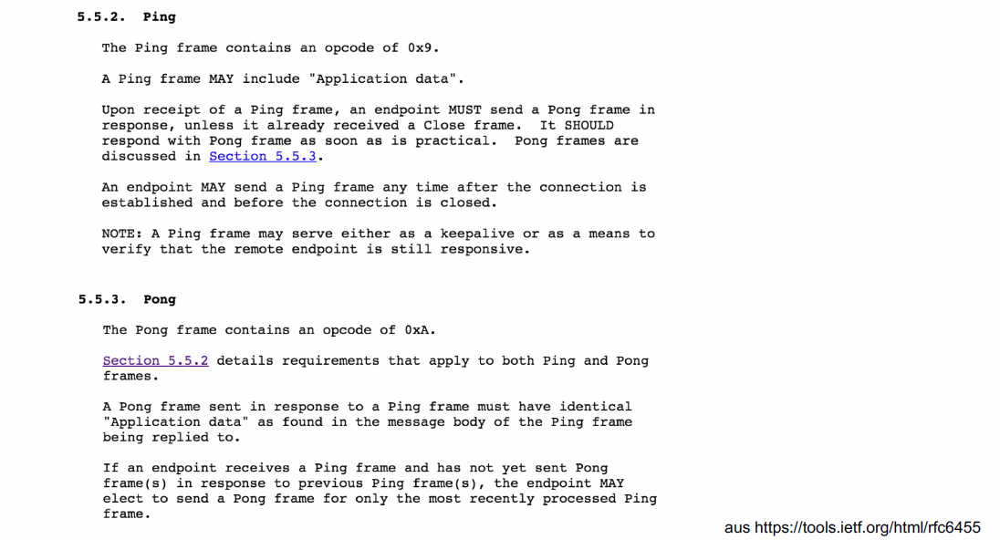 5.5.2.  Ping
The Ping frame contains an opcode of 0x9.
A Ping frame MAY include "Application data".
Upon receipt of a Ping frame, an endpoint MUST send a Pong frame in
response, unless it already received a Close frame.  It SHOULD
respond with Pong frame as soon as is practical.  Pong frames are
discussed in Section 5.5.3.
An endpoint MAY send a Ping frame any time after the connection is
established and before the connection is closed.
NOTE: A Ping frame may serve either as a keepalive or as a means to
verify that the remote endpoint is still responsive.
5.5.3.  Pong
The Pong frame contains an opcode of 0xA.
Section 5.5.2 details requirements that apply to both Ping and Pong
frames.
A Pong frame sent in response to a Ping frame must have identical
"Application data" as found in the message body of the Ping frame
being replied to.
If an endpoint receives a Ping frame and has not yet sent Pong
frame(s) in response to previous Ping frame(s), the endpoint MAY
elect to send a Pong frame for only the most recently processed Ping
frame.
aus https://tools.ietf.org/html/rfc6455